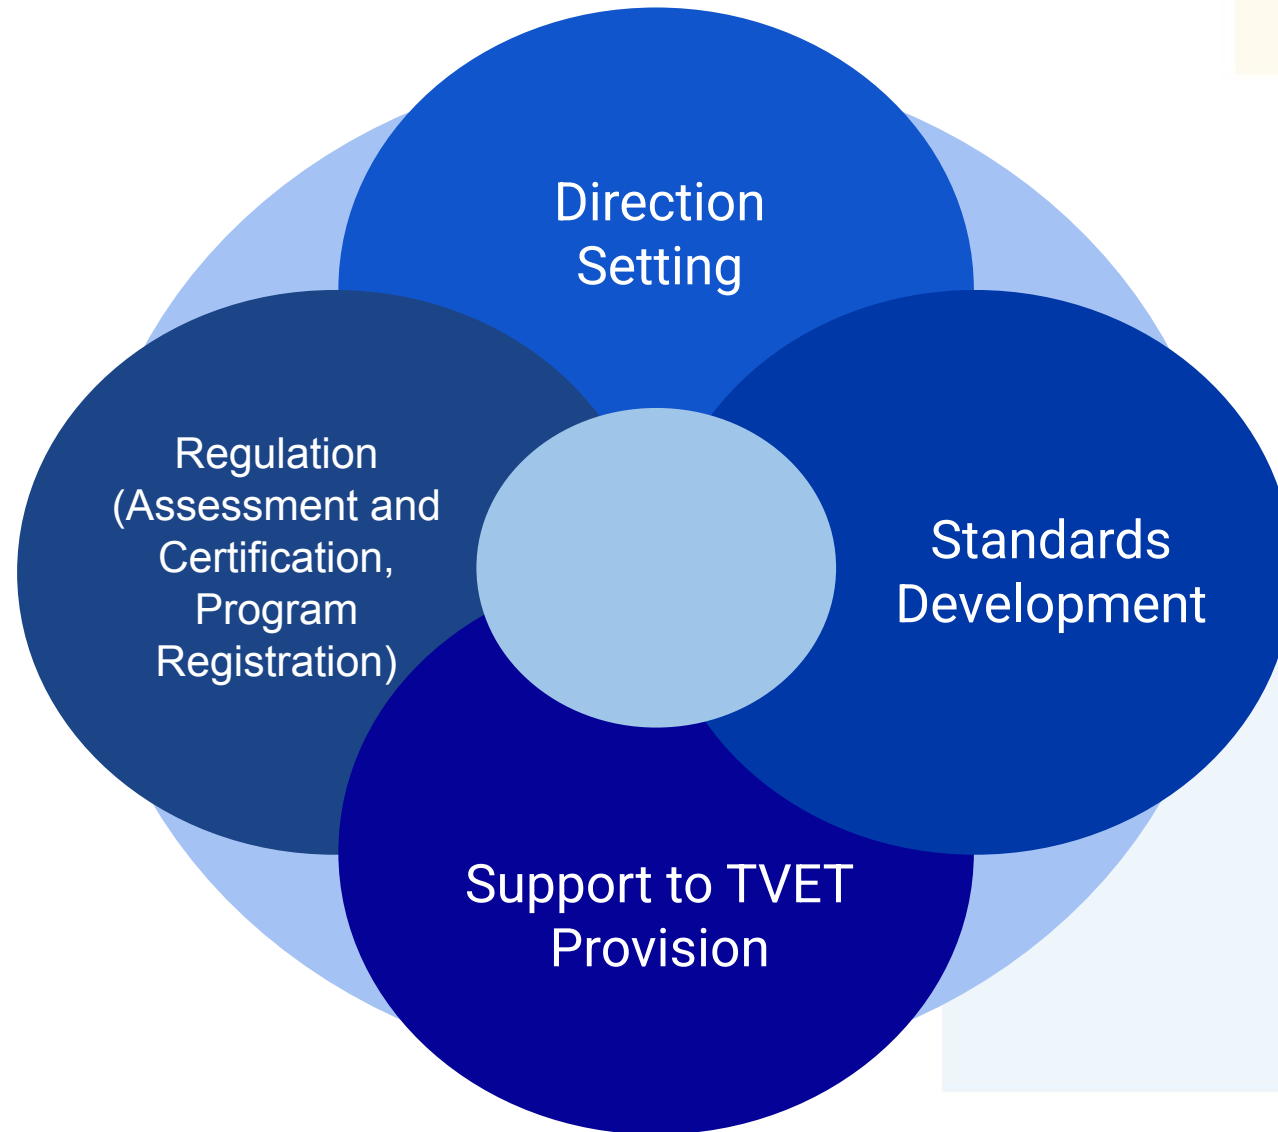 Direction
Setting
Regulation
(Assessment and
Certification,
Program
Registration)
Standards
Development
Support to TVET
Provision